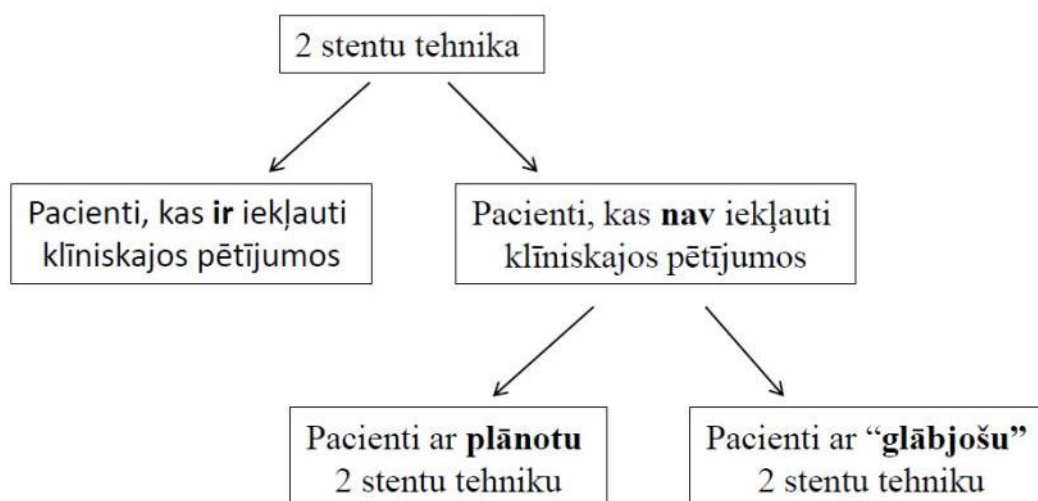 2 stentu tehnika
Pacienti, kas ir iekļauti
klīniskajos pētījumos
Pacienti, kas nav iekļauti
klīniskajos pētījumos
Pacienti ar plānotu
2 stentu tehniku
Pacienti ar “glābjošu”
2 stentu tehniku